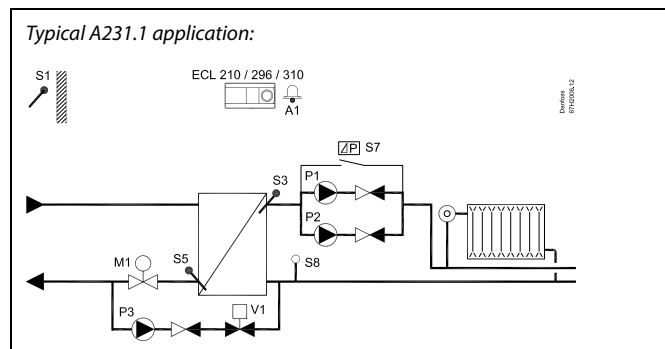 Typical A231.1 application:
S1
ECL 210 / 296 / 310
A1
Danfoss
87H2006.12
ΔP S7
P1
S3
P2
M1
S5
S8
P3
V1